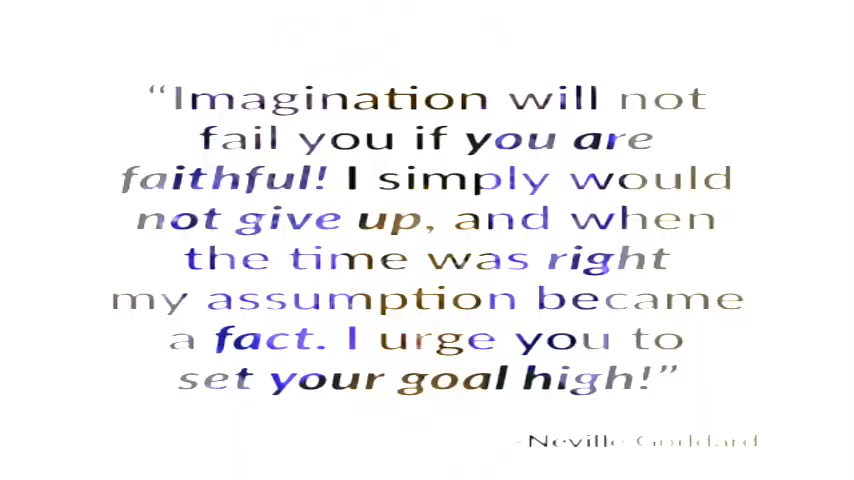 “Imagination will not
fail you if you are
faithful! I simply would
not give up, and when
the time was right
my assumption became
a fact. I urge you to
set your goal high!”
-Neville Goddard